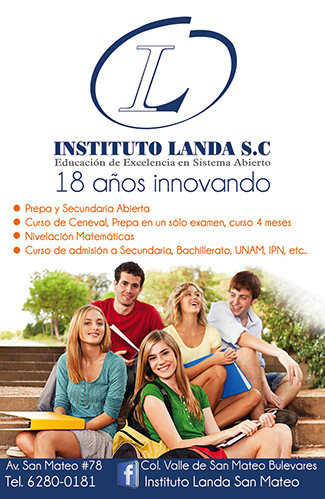 L
INSTITUTO LANDA S.C
Educación de Excelencia en Sistema Abierto
18 años innovando
Prepa y Secundaria Abierta
Curso de Ceneval, Prepa en un sólo examen, curso 4 meses
Nivelación Matemáticas
Curso de admisión a Secundaria, Bachillerato, UNAM, IPN, etc..
Av. San Mateo #78
Tel. 6280-0181
f
Col. Valle de San Mateo Bulevares
Instituto Landa San Mateo